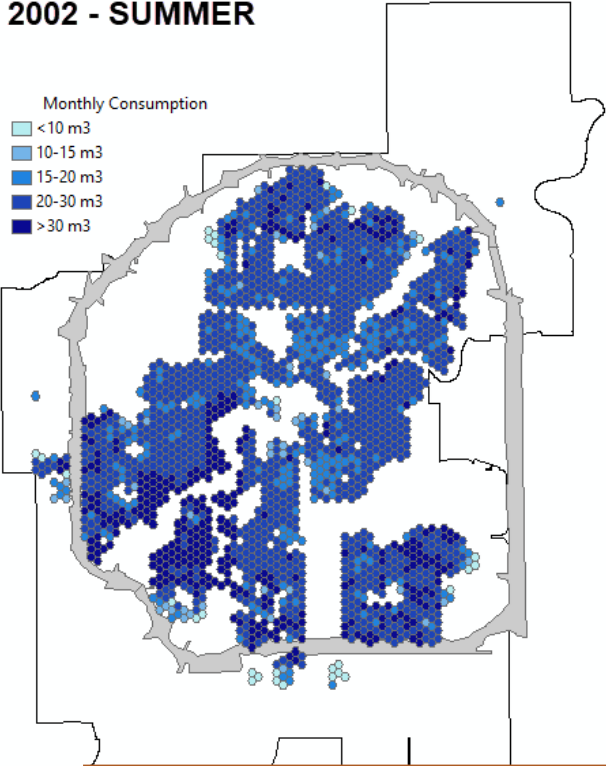 2002 - SUMMER
Monthly Consumption
<10 m3
10-15 m3
15-20 m3
20-30 m3
>30 m3